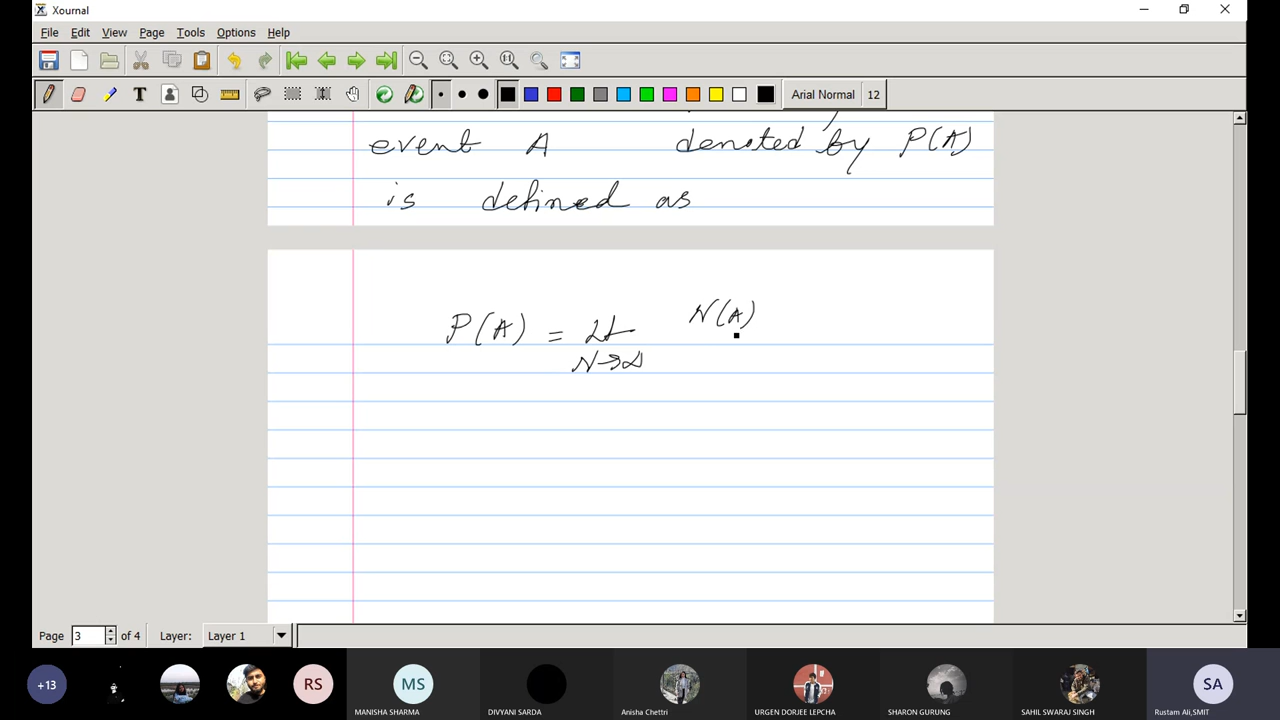 Xournal
File Edit View Page Tools Options Help
Arial Normal 12
event A denoted by P(A)
is defined as
P(A) = Lt N(A)
N→∞
Page 3 of 4 Layer: Layer 1
+13 RS MS SA
MANISHA SHARMA DIVYANI SARDA Anisha Chettri URGEN DORJEE LEPCHA SHARON GURUNG SAHIL SWARAJ SINGH Rustam Ali,SMIT